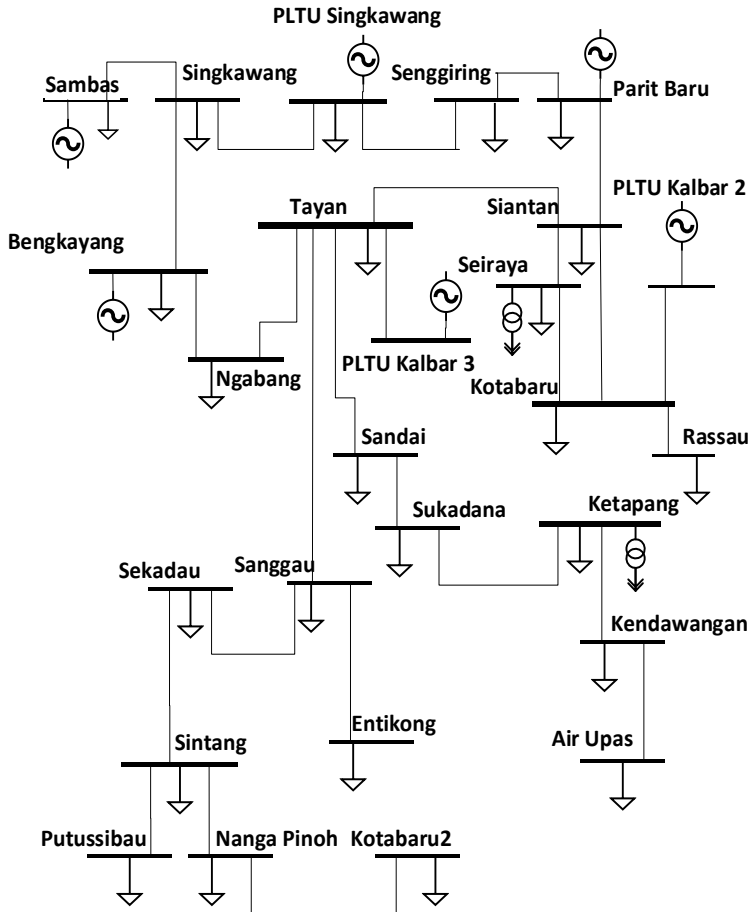 PLTU Singkawang
Sambas
Singkawang
Senggiring
Parit Baru
Tayan
Siantan
PLTU Kalbar 2
Bengkayang
Seiraya
Ngabang
PLTU Kalbar 3
Kotabaru
Sandai
Rassau
Sukadana
Ketapang
Sekadau
Sanggau
Kendawangan
Entikong
Air Upas
Sintang
Putussibau
Nanga Pinoh
Kotabaru2